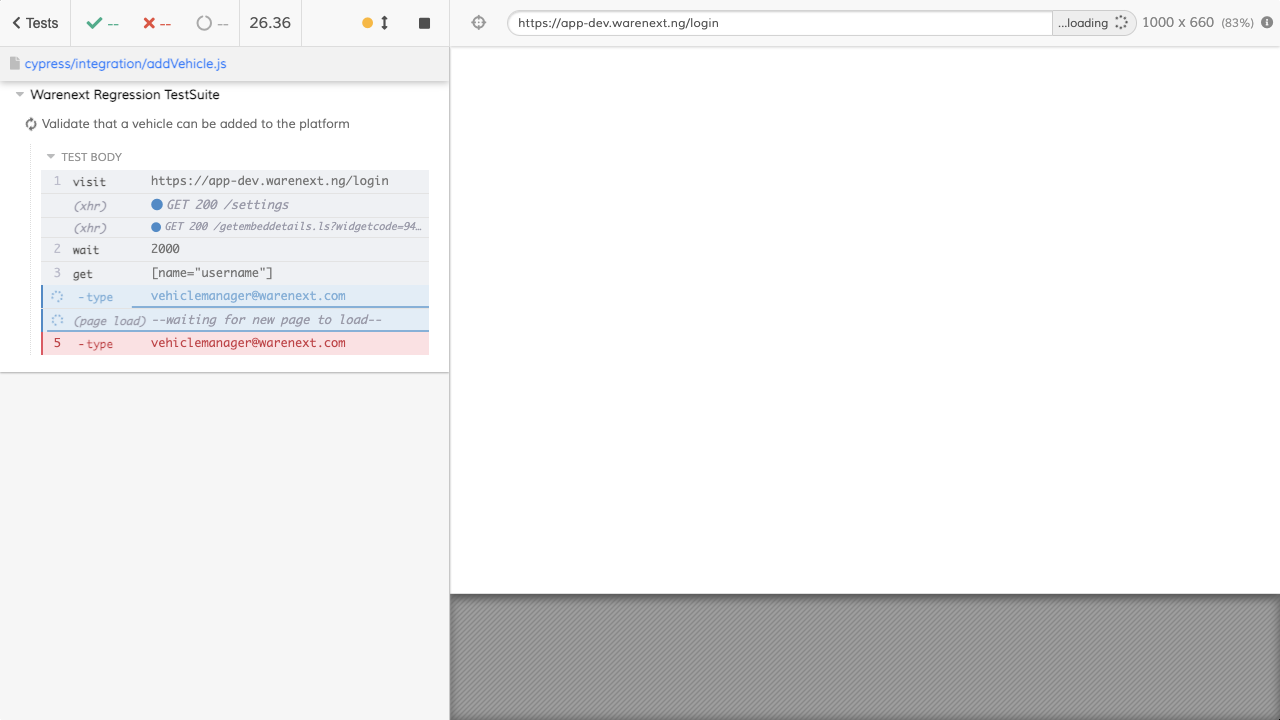 Tests -- -- -- 26.36
https://app-dev.warenext.ng/login ...loading 1000 x 660 (83%)
cypress/integration/addVehicle.js
Warenext Regression TestSuite
Validate that a vehicle can be added to the platform
TEST BODY
1 visit https://app-dev.warenext.ng/login
(xhr) GET 200 /settings
(xhr) GET 200 /getembeddetails.ls?widgetcode=94…
2 wait 2000
3 get [name="username"]
-type vehiclemanager@warenext.com
(page load) --waiting for new page to load--
5 -type vehiclemanager@warenext.com